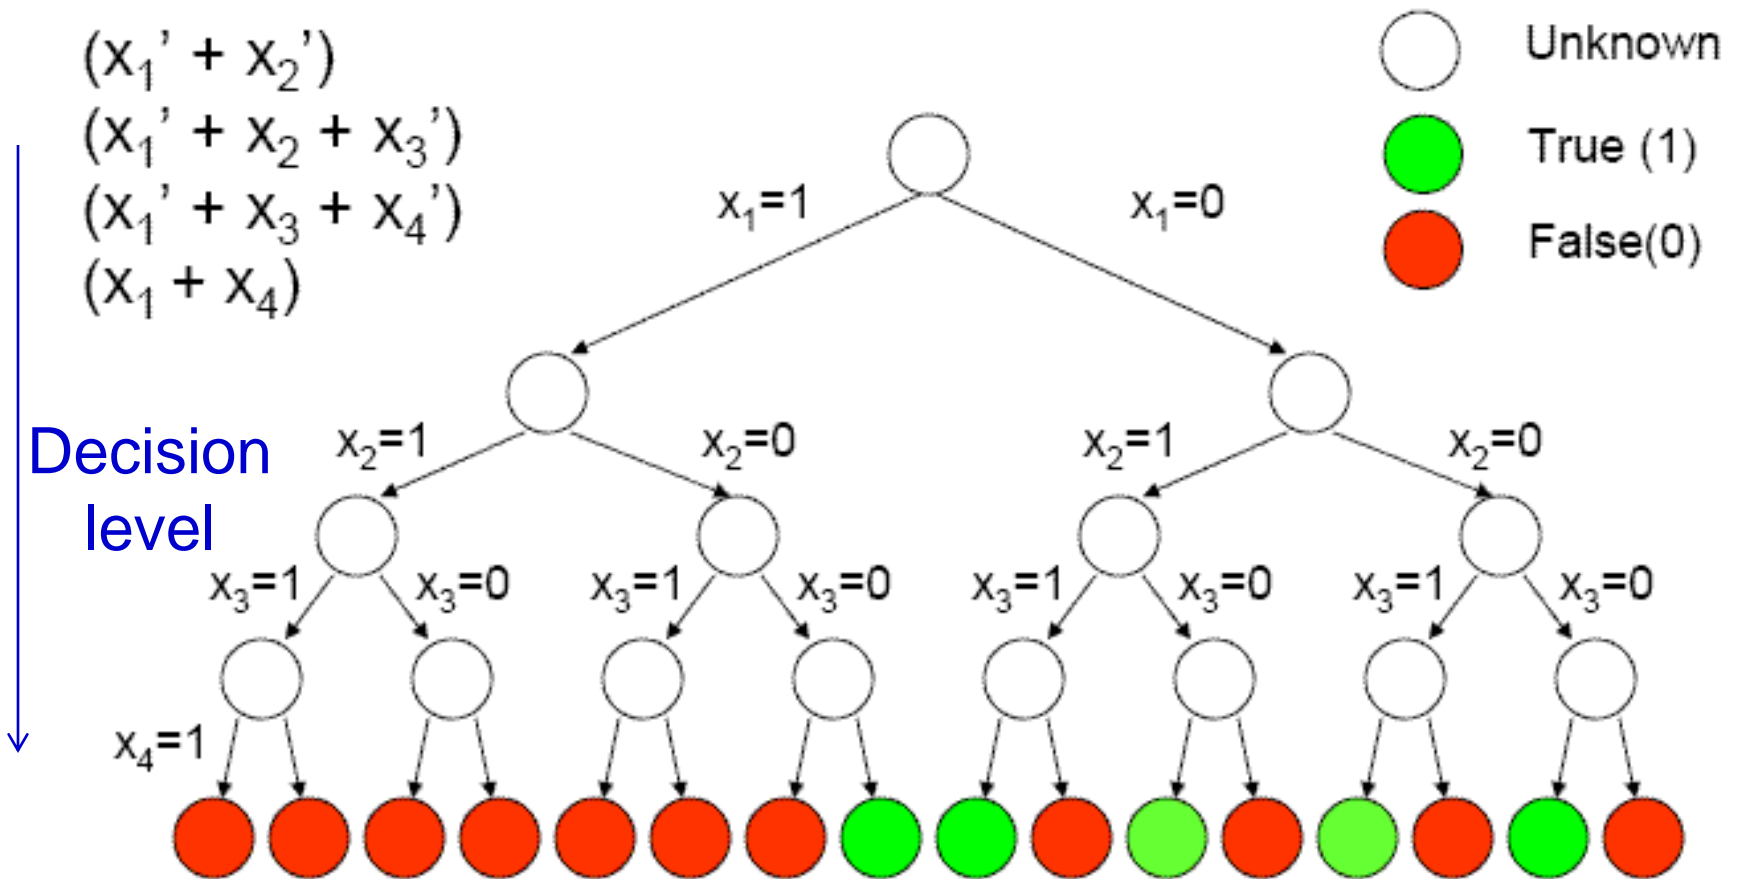 (x₁’ + x₂’)
(x₁’ + x₂ + x₃’)
(x₁’ + x₃ + x₄’)
(x₁ + x₄)
Unknown
True (1)
False(0)
x₁=1
x₁=0
Decision
level
x₂=1
x₂=0
x₂=1
x₂=0
x₃=1
x₃=0
x₃=1
x₃=0
x₃=1
x₃=0
x₃=1
x₃=0
x₄=1